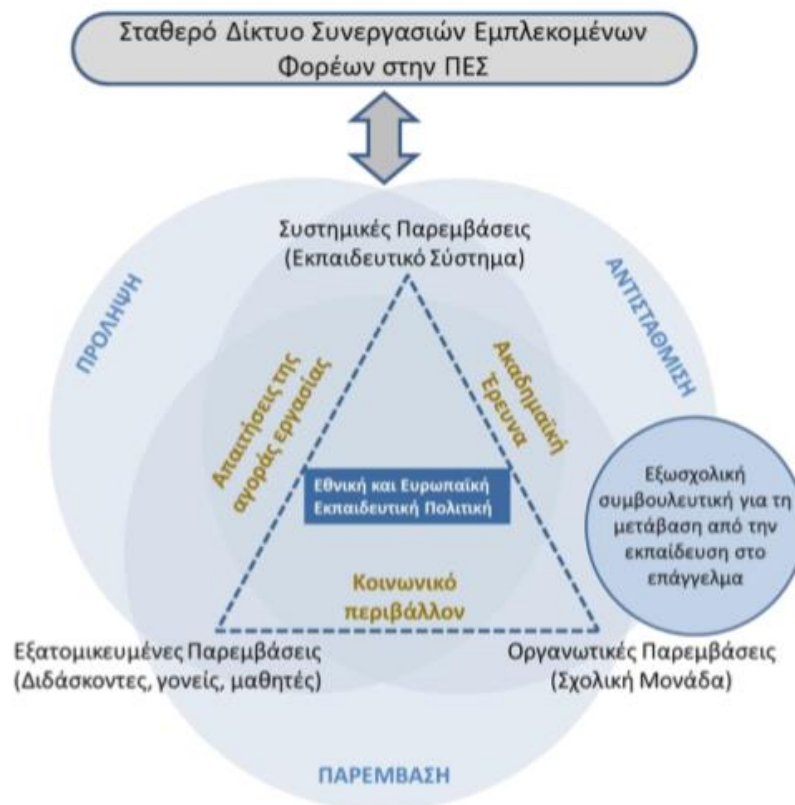 Σταθερό Δίκτυο Συνεργασιών Εμπλεκομένων
Φορέων στην ΠΕΣ
Συστημικές Παρεμβάσεις
(Εκπαιδευτικό Σύστημα)
ΠΡΟΛΗΨΗ
ΑΝΤΙΣΤΑΘΜΙΣΗ
Απαιτήσεις της
αγοράς εργασίας
Ακαδημαϊκή
Έρευνα
Εθνική και Ευρωπαϊκή
Εκπαιδευτική Πολιτική
Εξωσχολική
συμβουλευτική για τη
μετάβαση από την
εκπαίδευση στο
επάγγελμα
Κοινωνικό
περιβάλλον
Εξατομικευμένες Παρεμβάσεις
(Διδάσκοντες, γονείς, μαθητές)
Οργανωτικές Παρεμβάσεις
(Σχολική Μονάδα)
ΠΑΡΕΜΒΑΣΗ